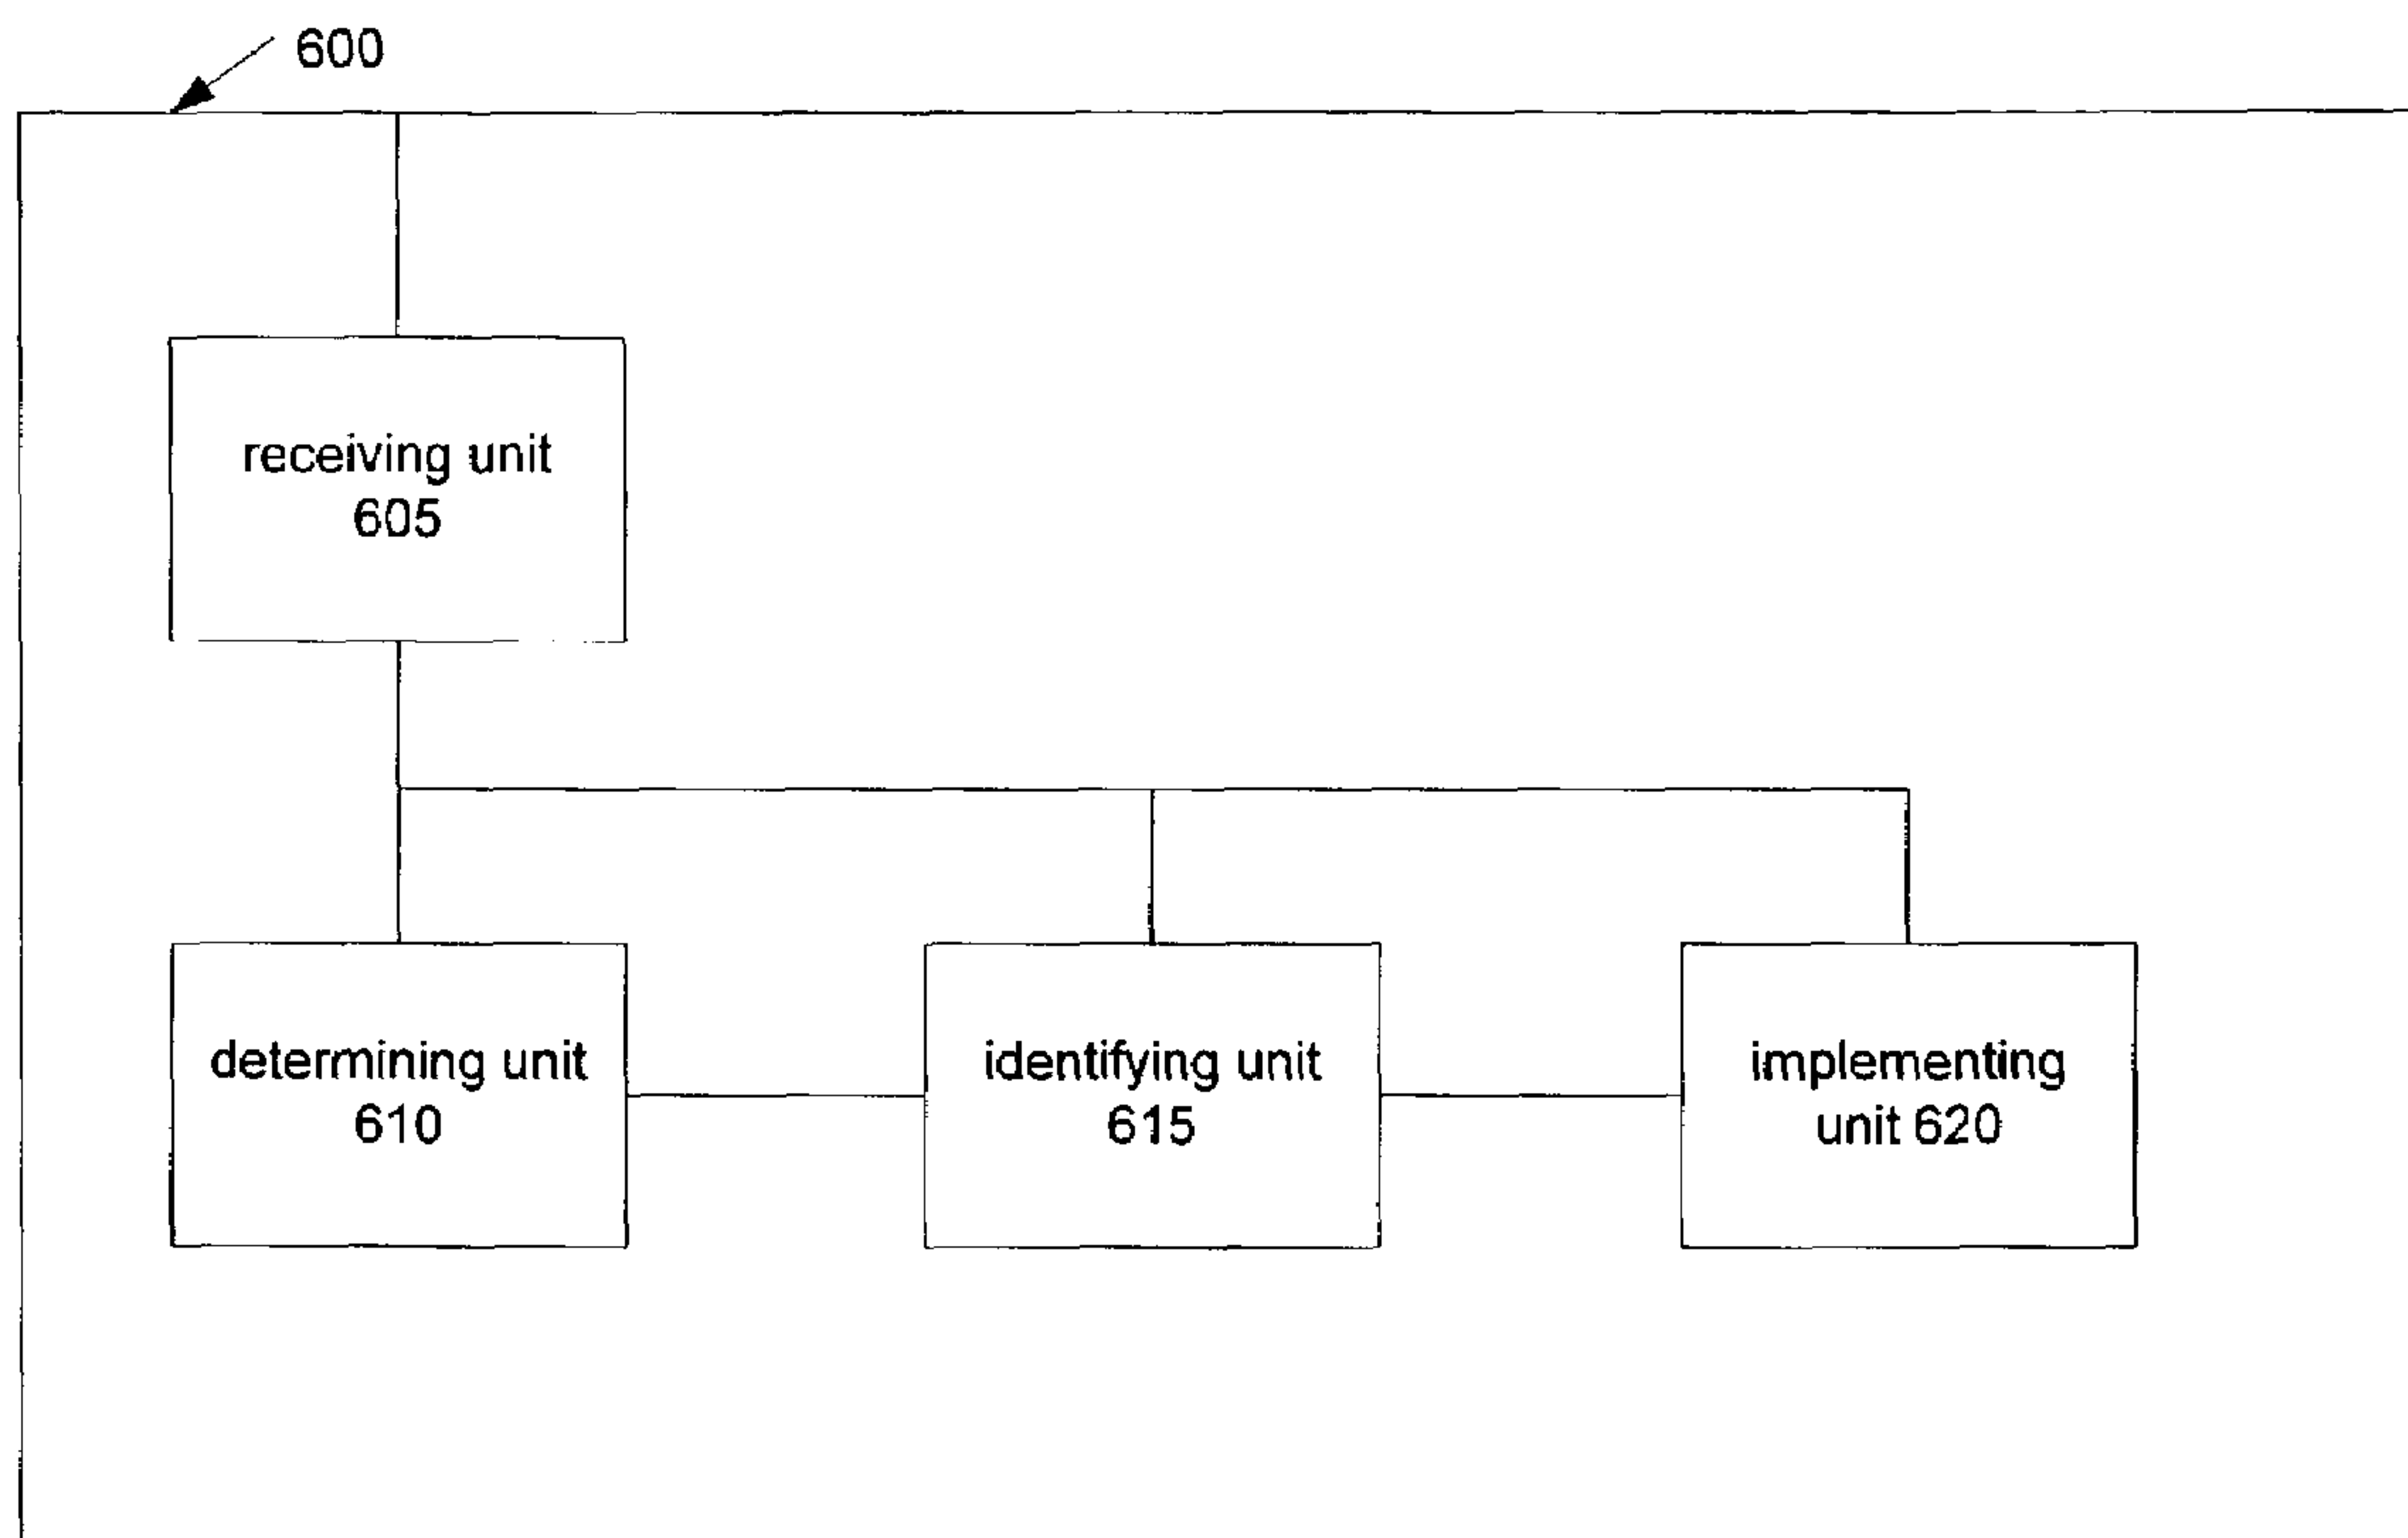 600
receiving unit
605
determining unit
610
identifying unit
615
implementing
unit 620